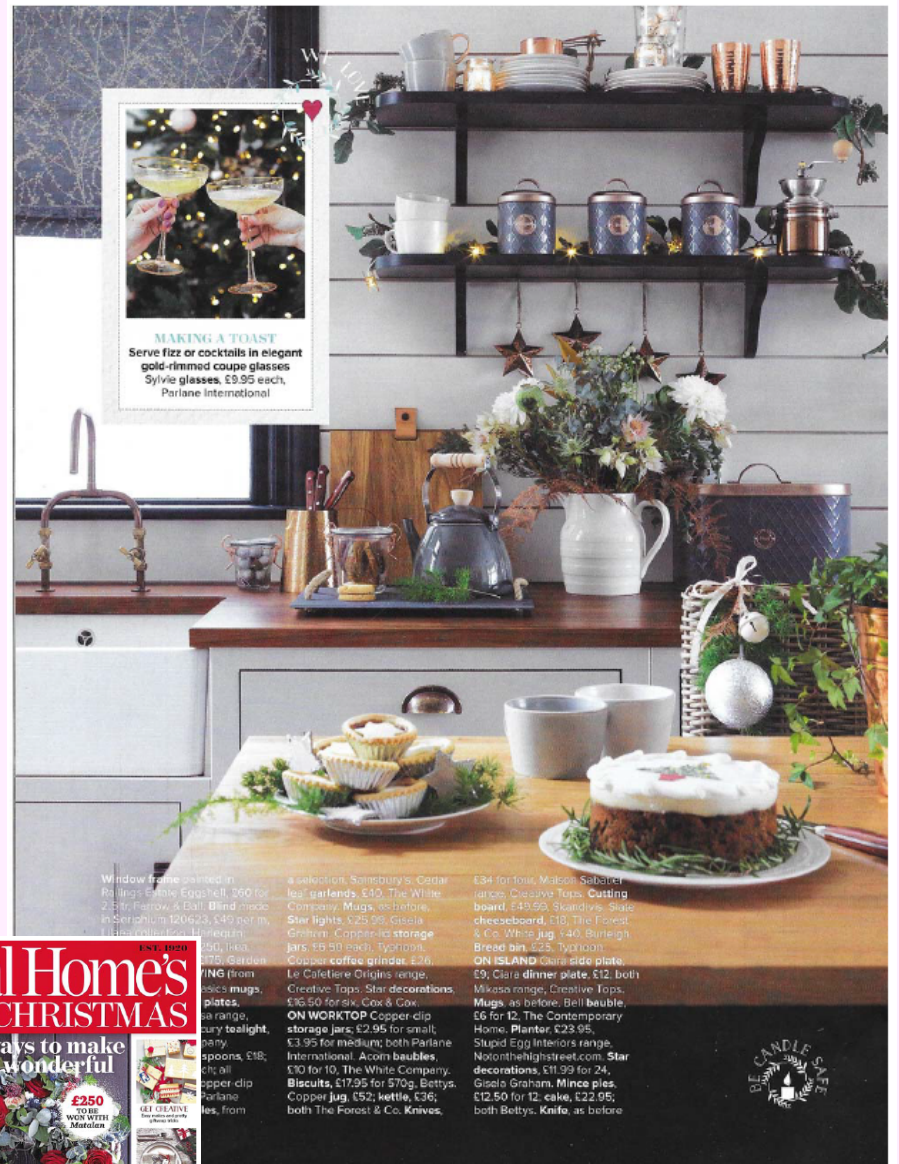 WE LOVE
MAKING A TOAST
Serve fizz or cocktails in elegant
gold-rimmed coupe glasses
Sylvie glasses, £9.95 each,
Parlane International
Window frame painted in
Railings Estate Eggshell, £60 for
2.5ltr, Farrow & Ball. Blind made
in Seriphium 120623, £49 per m,
collection, Harlequin.
£250, Ikea.
£175, Garden
VING (from
asics mugs,
plates,
sa range,
cury tealight,
pany.
spoons, £18;
ch; all
opper-clip
Parlane
les, from
a selection, Sainsbury's. Cedar
leaf garlands, £40, The White
Company. Mugs, as before.
Star lights, £25.99, Gisela
Graham. Copper-lid storage
jars, £6.50 each, Typhoon.
Copper coffee grinder, £26,
Le Cafetiere Origins range,
Creative Tops. Star decorations,
£16.50 for six, Cox & Cox.
ON WORKTOP Copper-clip
storage jars; £2.95 for small;
£3.95 for medium; both Parlane
International. Acorn baubles,
£10 for 10, The White Company.
Biscuits, £17.95 for 570g, Bettys.
Copper jug, £52; kettle, £36;
both The Forest & Co. Knives,
£34 for four, Maison Sabatier
range, Creative Tops. Cutting
board, £49.99, Skandivis. Slate
cheeseboard, £18, The Forest
& Co. White jug, £40, Burleigh.
Bread bin, £25, Typhoon.
ON ISLAND Ciara side plate,
£9; Ciara dinner plate, £12; both
Mikasa range, Creative Tops.
Mugs, as before. Bell bauble,
£6 for 12, The Contemporary
Home. Planter, £23.95,
Stupid Egg Interiors range,
Notonthehighstreet.com. Star
decorations, £11.99 for 24,
Gisela Graham. Mince pies,
£12.50 for 12; cake, £22.95;
both Bettys. Knife, as before
BE CANDLE SAFE
EST. 1920
l Home's
CHRISTMAS
ays to make
wonderful
£250
TO BE
WON WITH
Matalan
GET CREATIVE